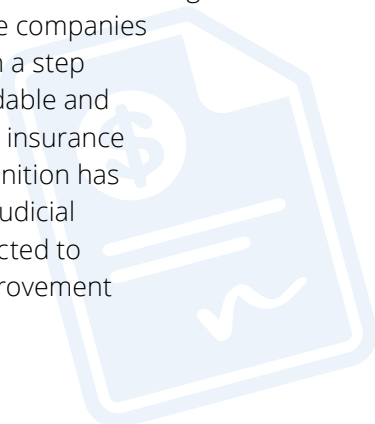 e companies
a step
dable and
insurance
nition has
udicial
cted to
rovement
$